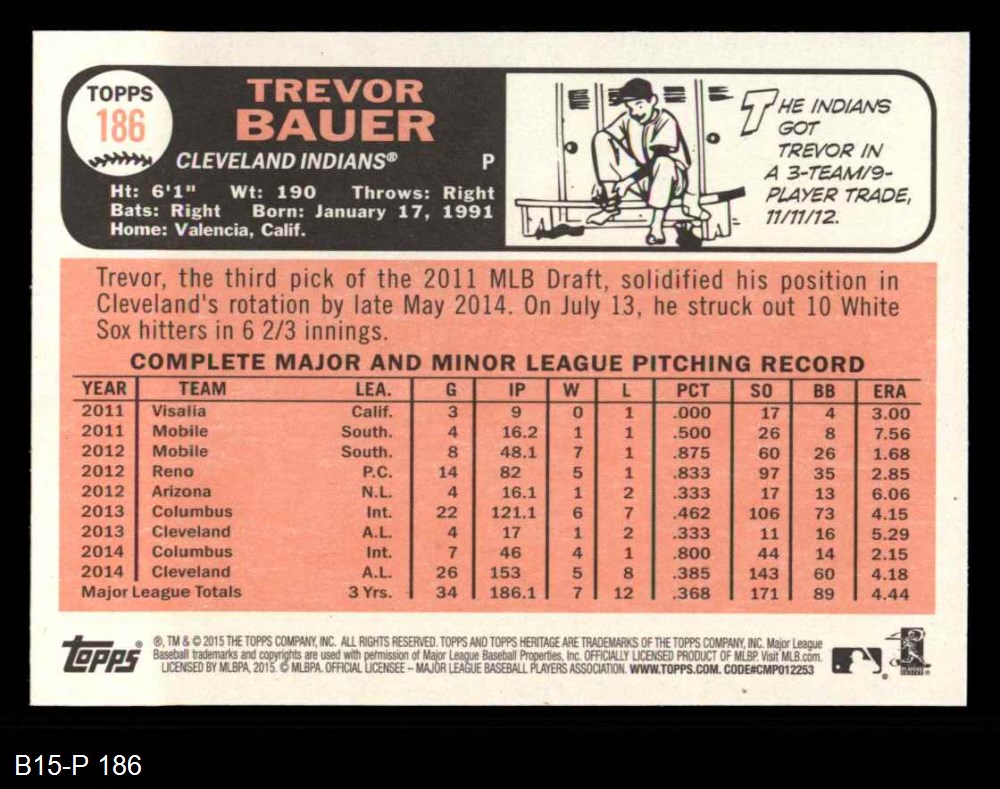 TOPPS
186
TREVOR
BAUER
CLEVELAND INDIANS® P
Ht: 6'1" Wt: 190 Throws: Right
Bats: Right Born: January 17, 1991
Home: Valencia, Calif.
THE INDIANS
GOT
TREVOR IN
A 3-TEAM/9-
PLAYER TRADE,
11/11/12.
Trevor, the third pick of the 2011 MLB Draft, solidified his position in
Cleveland's rotation by late May 2014. On July 13, he struck out 10 White
Sox hitters in 6 2/3 innings.
COMPLETE MAJOR AND MINOR LEAGUE PITCHING RECORD
YEAR TEAM LEA. G IP W L PCT SO BB ERA
2011 Visalia Calif. 3 9 0 1 .000 17 4 3.00
2011 Mobile South. 4 16.2 1 1 .500 26 8 7.56
2012 Mobile South. 8 48.1 7 1 .875 60 26 1.68
2012 Reno P.C. 14 82 5 1 .833 97 35 2.85
2012 Arizona N.L. 4 16.1 1 2 .333 17 13 6.06
2013 Columbus Int. 22 121.1 6 7 .462 106 73 4.15
2013 Cleveland A.L. 4 17 1 2 .333 11 16 5.29
2014 Columbus Int. 7 46 4 1 .800 44 14 2.15
2014 Cleveland A.L. 26 153 5 8 .385 143 60 4.18
Major League Totals 3 Yrs. 34 186.1 7 12 .368 171 89 4.44
Topps®
®, TM & © 2015 THE TOPPS COMPANY, INC. ALL RIGHTS RESERVED. TOPPS AND TOPPS HERITAGE ARE TRADEMARKS OF THE TOPPS COMPANY, INC. Major League
Baseball trademarks and copyrights are used with permission of Major League Baseball Properties, Inc. OFFICIALLY LICENSED PRODUCT OF MLBP. Visit MLB.com.
LICENSED BY MLBPA, 2015. © MLBPA. OFFICIAL LICENSEE – MAJOR LEAGUE BASEBALL PLAYERS ASSOCIATION. WWW.TOPPS.COM. CODE#CMP012253
B15-P 186